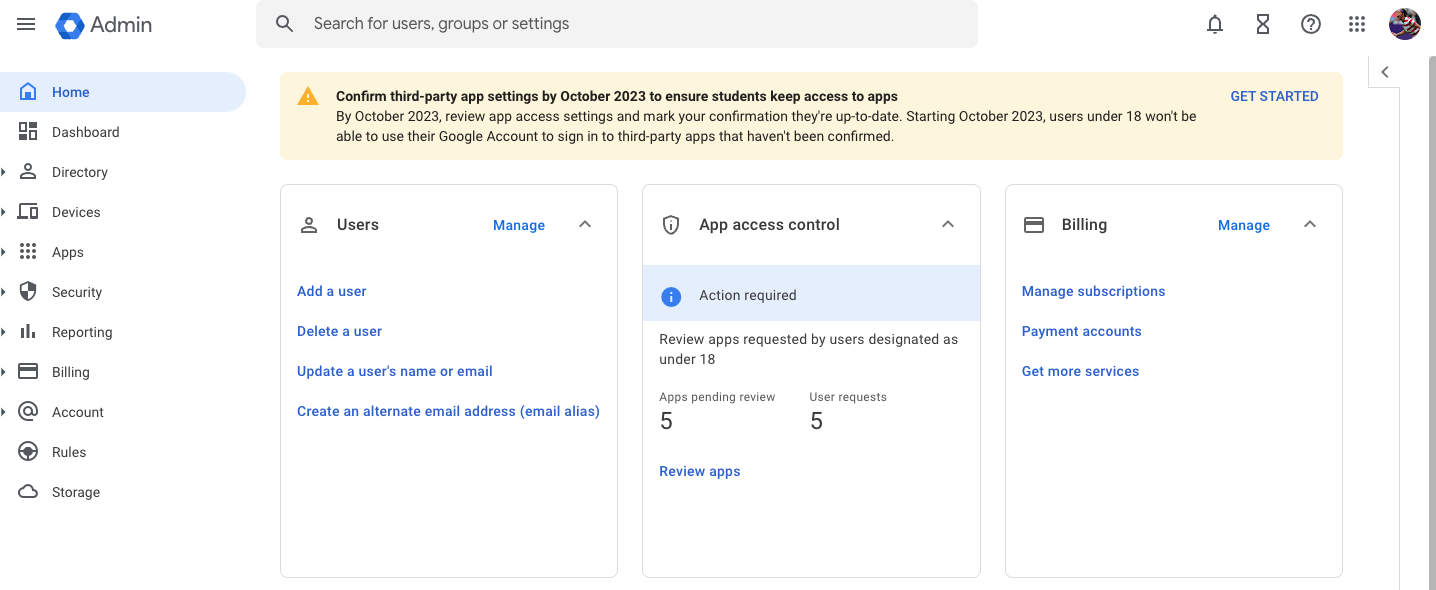 Admin
Search for users, groups or settings
Home
Dashboard
Directory
Devices
Apps
Security
Reporting
Billing
Account
Rules
Storage
Confirm third-party app settings by October 2023 to ensure students keep access to apps
GET STARTED
By October 2023, review app access settings and mark your confirmation they're up-to-date. Starting October 2023, users under 18 won't be
able to use their Google Account to sign in to third-party apps that haven't been confirmed.
Users
Manage
Add a user
Delete a user
Update a user's name or email
Create an alternate email address (email alias)
App access control
Action required
Review apps requested by users designated as
under 18
Apps pending review
5
User requests
5
Review apps
Billing
Manage
Manage subscriptions
Payment accounts
Get more services